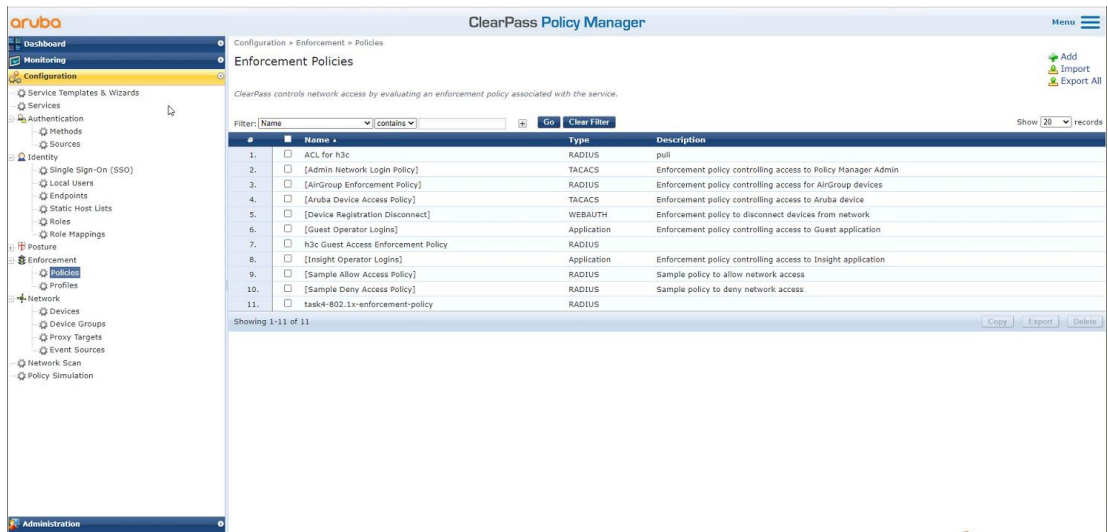 aruba
ClearPass Policy Manager
Menu
Dashboard
Monitoring
Configuration
Service Templates & Wizards
Services
Authentication
Methods
Sources
Identity
Single Sign-On (SSO)
Local Users
Endpoints
Static Host Lists
Roles
Role Mappings
Posture
Enforcement
Policies
Profiles
Network
Devices
Device Groups
Proxy Targets
Event Sources
Network Scan
Policy Simulation
Administration
Configuration » Enforcement » Policies
Enforcement Policies
Add
Import
Export All
ClearPass controls network access by evaluating an enforcement policy associated with the service.
Filter: Name contains + Go Clear Filter Show 20 records
# Name Type Description
1. ACL for h3c RADIUS puli
2. [Admin Network Login Policy] TACACS Enforcement policy controlling access to Policy Manager Admin
3. [AirGroup Enforcement Policy] RADIUS Enforcement policy controlling access for AirGroup devices
4. [Aruba Device Access Policy] TACACS Enforcement policy controlling access to Aruba device
5. [Device Registration Disconnect] WEBAUTH Enforcement policy to disconnect devices from network
6. [Guest Operator Logins] Application Enforcement policy controlling access to Guest application
7. h3c Guest Access Enforcement Policy RADIUS
8. [Insight Operator Logins] Application Enforcement policy controlling access to Insight application
9. [Sample Allow Access Policy] RADIUS Sample policy to allow network access
10. [Sample Deny Access Policy] RADIUS Sample policy to deny network access
11. task4-802.1x-enforcement-policy RADIUS
Showing 1-11 of 11 Copy Export Delete